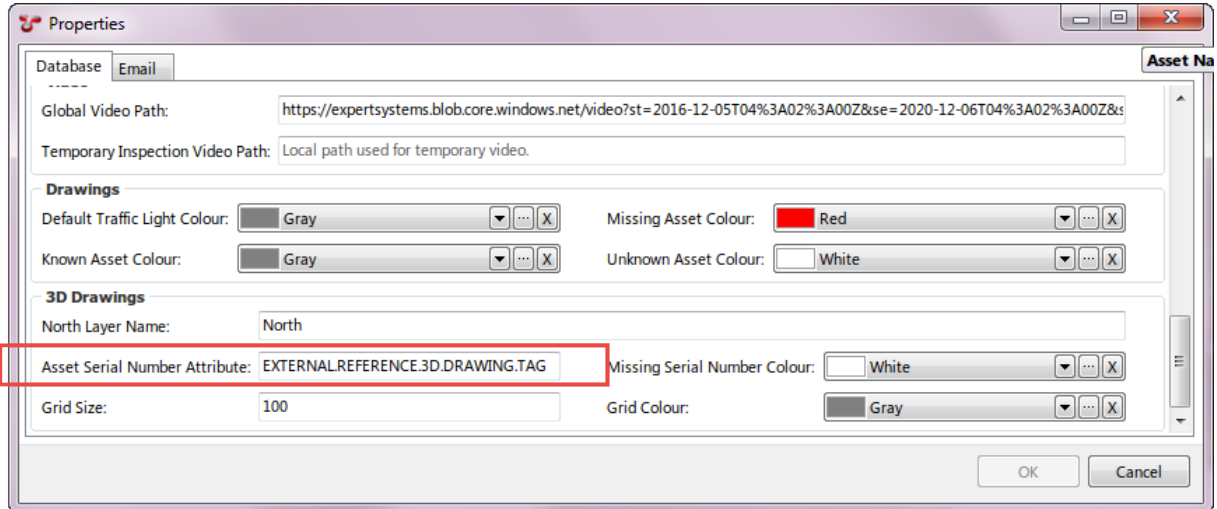 Properties
Database
Email
Asset Na
Global Video Path:
https://expertsystems.blob.core.windows.net/video?st=2016-12-05T04%3A02%3A00Z&se=2020-12-06T04%3A02%3A00Z&s
Temporary Inspection Video Path:
Local path used for temporary video.
Drawings
Default Traffic Light Colour: Gray
Missing Asset Colour: Red
Known Asset Colour: Gray
Unknown Asset Colour: White
3D Drawings
North Layer Name: North
Asset Serial Number Attribute: EXTERNAL.REFERENCE.3D.DRAWING.TAG
Missing Serial Number Colour: White
Grid Size: 100
Grid Colour: Gray
OK
Cancel